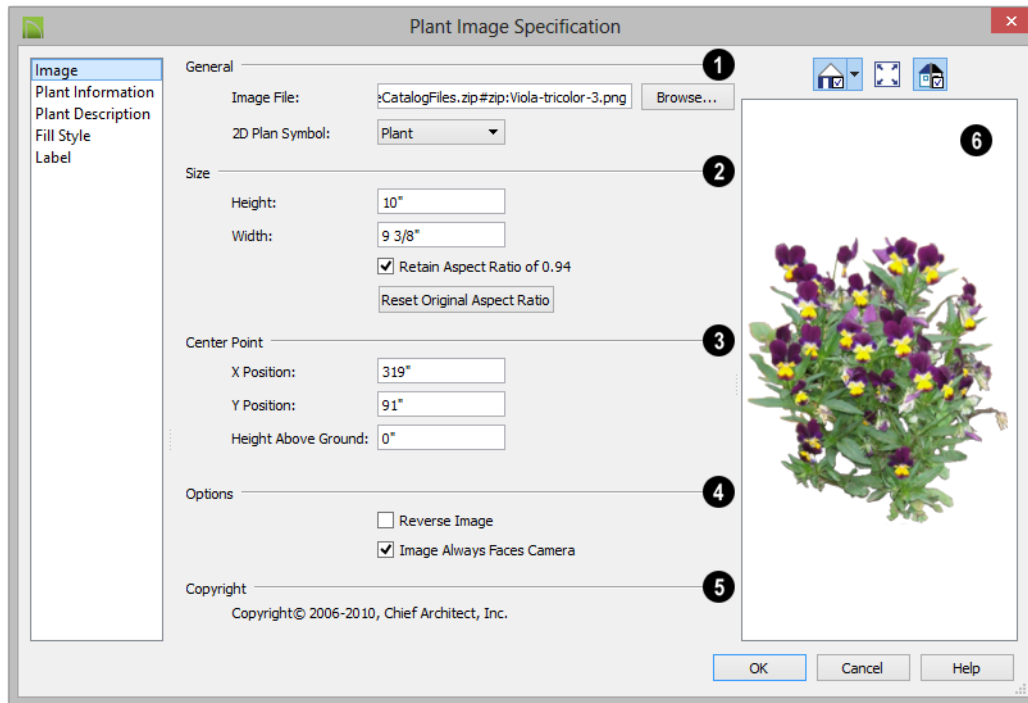 Plant Image Specification
Image
Plant Information
Plant Description
Fill Style
Label
General
1
Image File:
eCatalogFiles.zip#zip:Viola-tricolor-3.png
Browse...
2D Plan Symbol:
Plant
Size
2
Height:
10"
Width:
9 3/8"
Retain Aspect Ratio of 0.94
Reset Original Aspect Ratio
Center Point
3
X Position:
319"
Y Position:
91"
Height Above Ground:
0"
Options
4
Reverse Image
Image Always Faces Camera
Copyright
5
Copyright© 2006-2010, Chief Architect, Inc.
6
OK
Cancel
Help